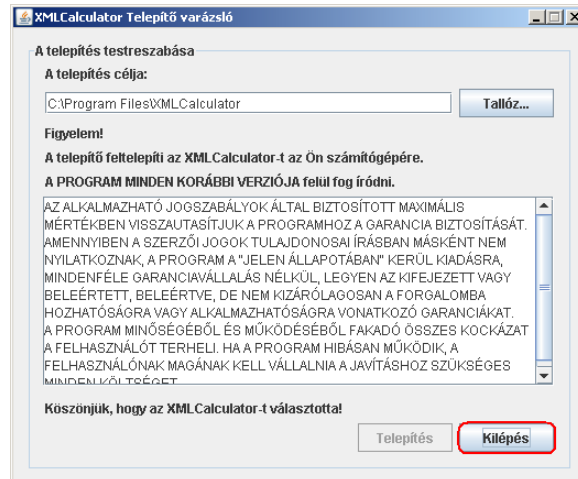 XMLCalculator Telepítő varázsló
A telepítés testreszabása
A telepítés célja:
C:\Program Files\XMLCalculator
Tallóz...
Figyelem!
A telepítő feltelepíti az XMLCalculator-t az Ön számítógépére.
A PROGRAM MINDEN KORÁBBI VERZIÓJA felül fog íródni.
AZ ALKALMAZHATÓ JOGSZABÁLYOK ÁLTAL BIZTOSÍTOTT MAXIMÁLIS
MÉRTÉKBEN VISSZAUTASÍTJUK A PROGRAMHOZ A GARANCIA BIZTOSÍTÁSÁT.
AMENNYIBEN A SZERZŐI JOGOK TULAJDONOSAI ÍRÁSBAN MÁSKÉNT NEM
NYILATKOZNAK, A PROGRAM A "JELEN ÁLLAPOTÁBAN" KERÜL KIADÁSRA,
MINDENFÉLE GARANCIAVÁLLALÁS NÉLKÜL, LEGYEN AZ KIFEJEZETT VAGY
BELEÉRTETT, BELEÉRTVE, DE NEM KIZÁRÓLAGOSAN A FORGALOMBA
HOZHATÓSÁGRA VAGY ALKALMAZHATÓSÁGRA VONATKOZÓ GARANCIÁKAT.
A PROGRAM MINŐSÉGÉBŐL ÉS MŰKÖDÉSÉBŐL FAKADÓ ÖSSZES KOCKÁZAT
A FELHASZNÁLÓT TERHELI. HA A PROGRAM HIBÁSAN MŰKÖDIK, A
FELHASZNÁLÓNAK MAGÁNAK KELL VÁLLALNIA A JAVÍTÁSHOZ SZÜKSÉGES
MINDEN KÖLTSÉGET
Köszönjük, hogy az XMLCalculator-t választotta!
Telepítés
Kilépés